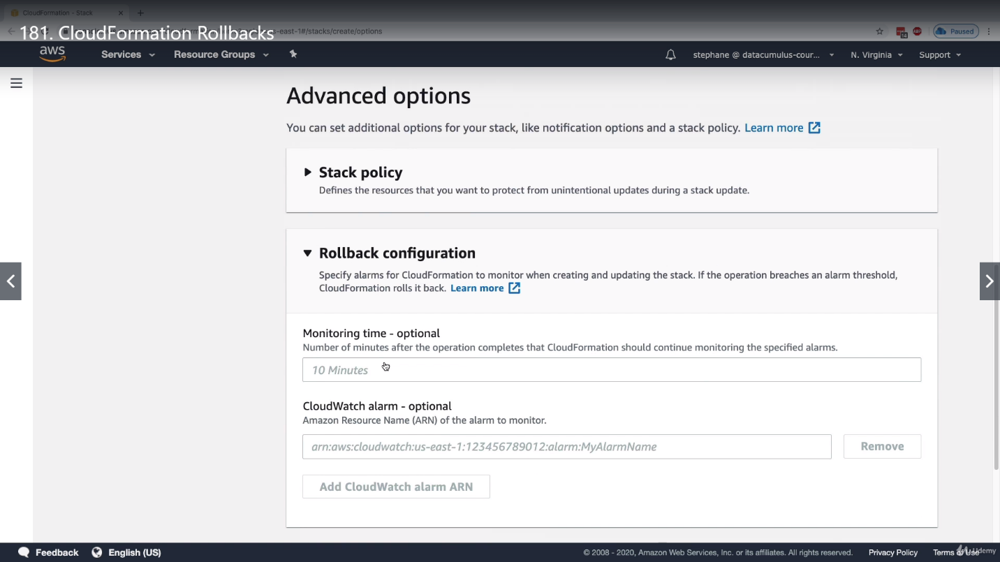 CloudFormation - Stack
181. CloudFormation Rollbacks
-east-1#/stacks/create/options
14
ABP
Paused
aws
Services
Resource Groups
stephane @ datacumulus-cour...
N. Virginia
Support
Advanced options
You can set additional options for your stack, like notification options and a stack policy. Learn more
Stack policy
Defines the resources that you want to protect from unintentional updates during a stack update.
Rollback configuration
Specify alarms for CloudFormation to monitor when creating and updating the stack. If the operation breaches an alarm threshold,
CloudFormation rolls it back. Learn more
Monitoring time - optional
Number of minutes after the operation completes that CloudFormation should continue monitoring the specified alarms.
10 Minutes
CloudWatch alarm - optional
Amazon Resource Name (ARN) of the alarm to monitor.
arn:aws:cloudwatch:us-east-1:123456789012:alarm:MyAlarmName
Remove
Add CloudWatch alarm ARN
Feedback
English (US)
© 2008 - 2020, Amazon Web Services, Inc. or its affiliates. All rights reserved.
Privacy Policy
Terms of Use
Udemy